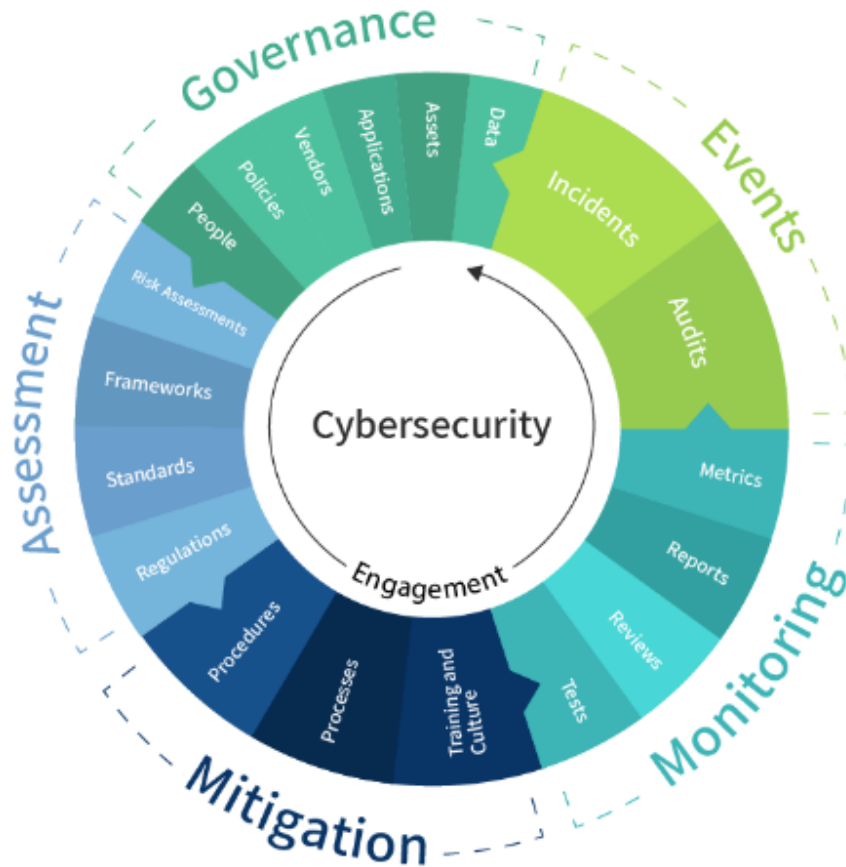 Governance
Events
Monitoring
Mitigation
Assessment
Data
Assets
Applications
Vendors
Policies
People
Incidents
Audits
Metrics
Reports
Reviews
Tests
Training and
Culture
Processes
Procedures
Regulations
Standards
Frameworks
Risk Assessments
Cybersecurity
Engagement